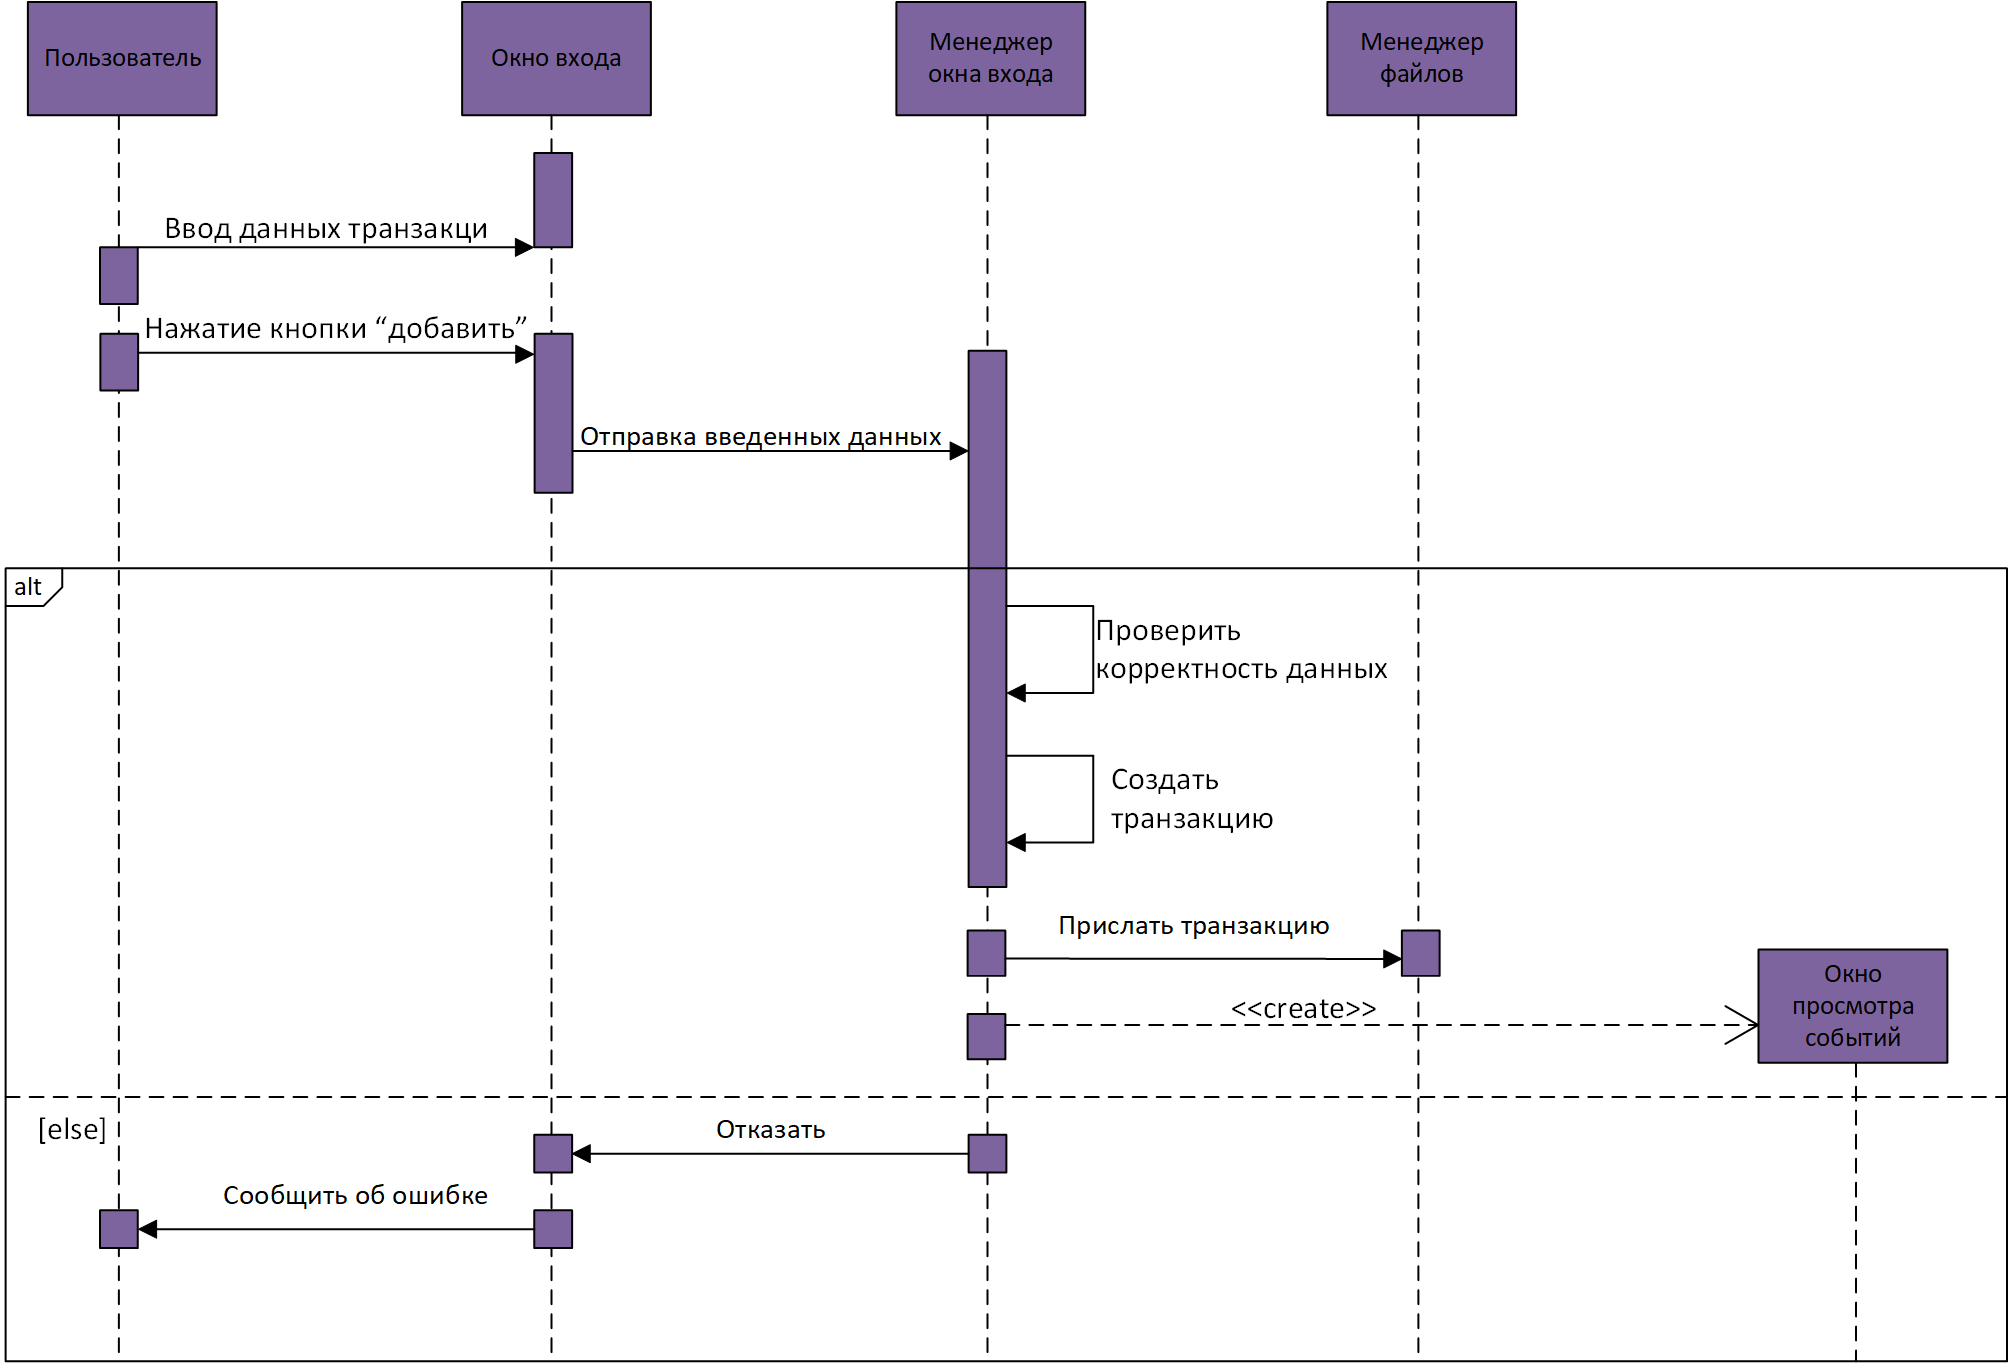 Пользователь
Окно входа
Менеджер
окна входа
Менеджер
файлов
Ввод данных транзакци
Нажатие кнопки “добавить”
Отправка введенных данных
alt
Проверить
корректность данных
Создать
транзакцию
Прислать транзакцию
Окно
просмотра
событий
<<create>>
[else]
Отказать
Сообщить об ошибке